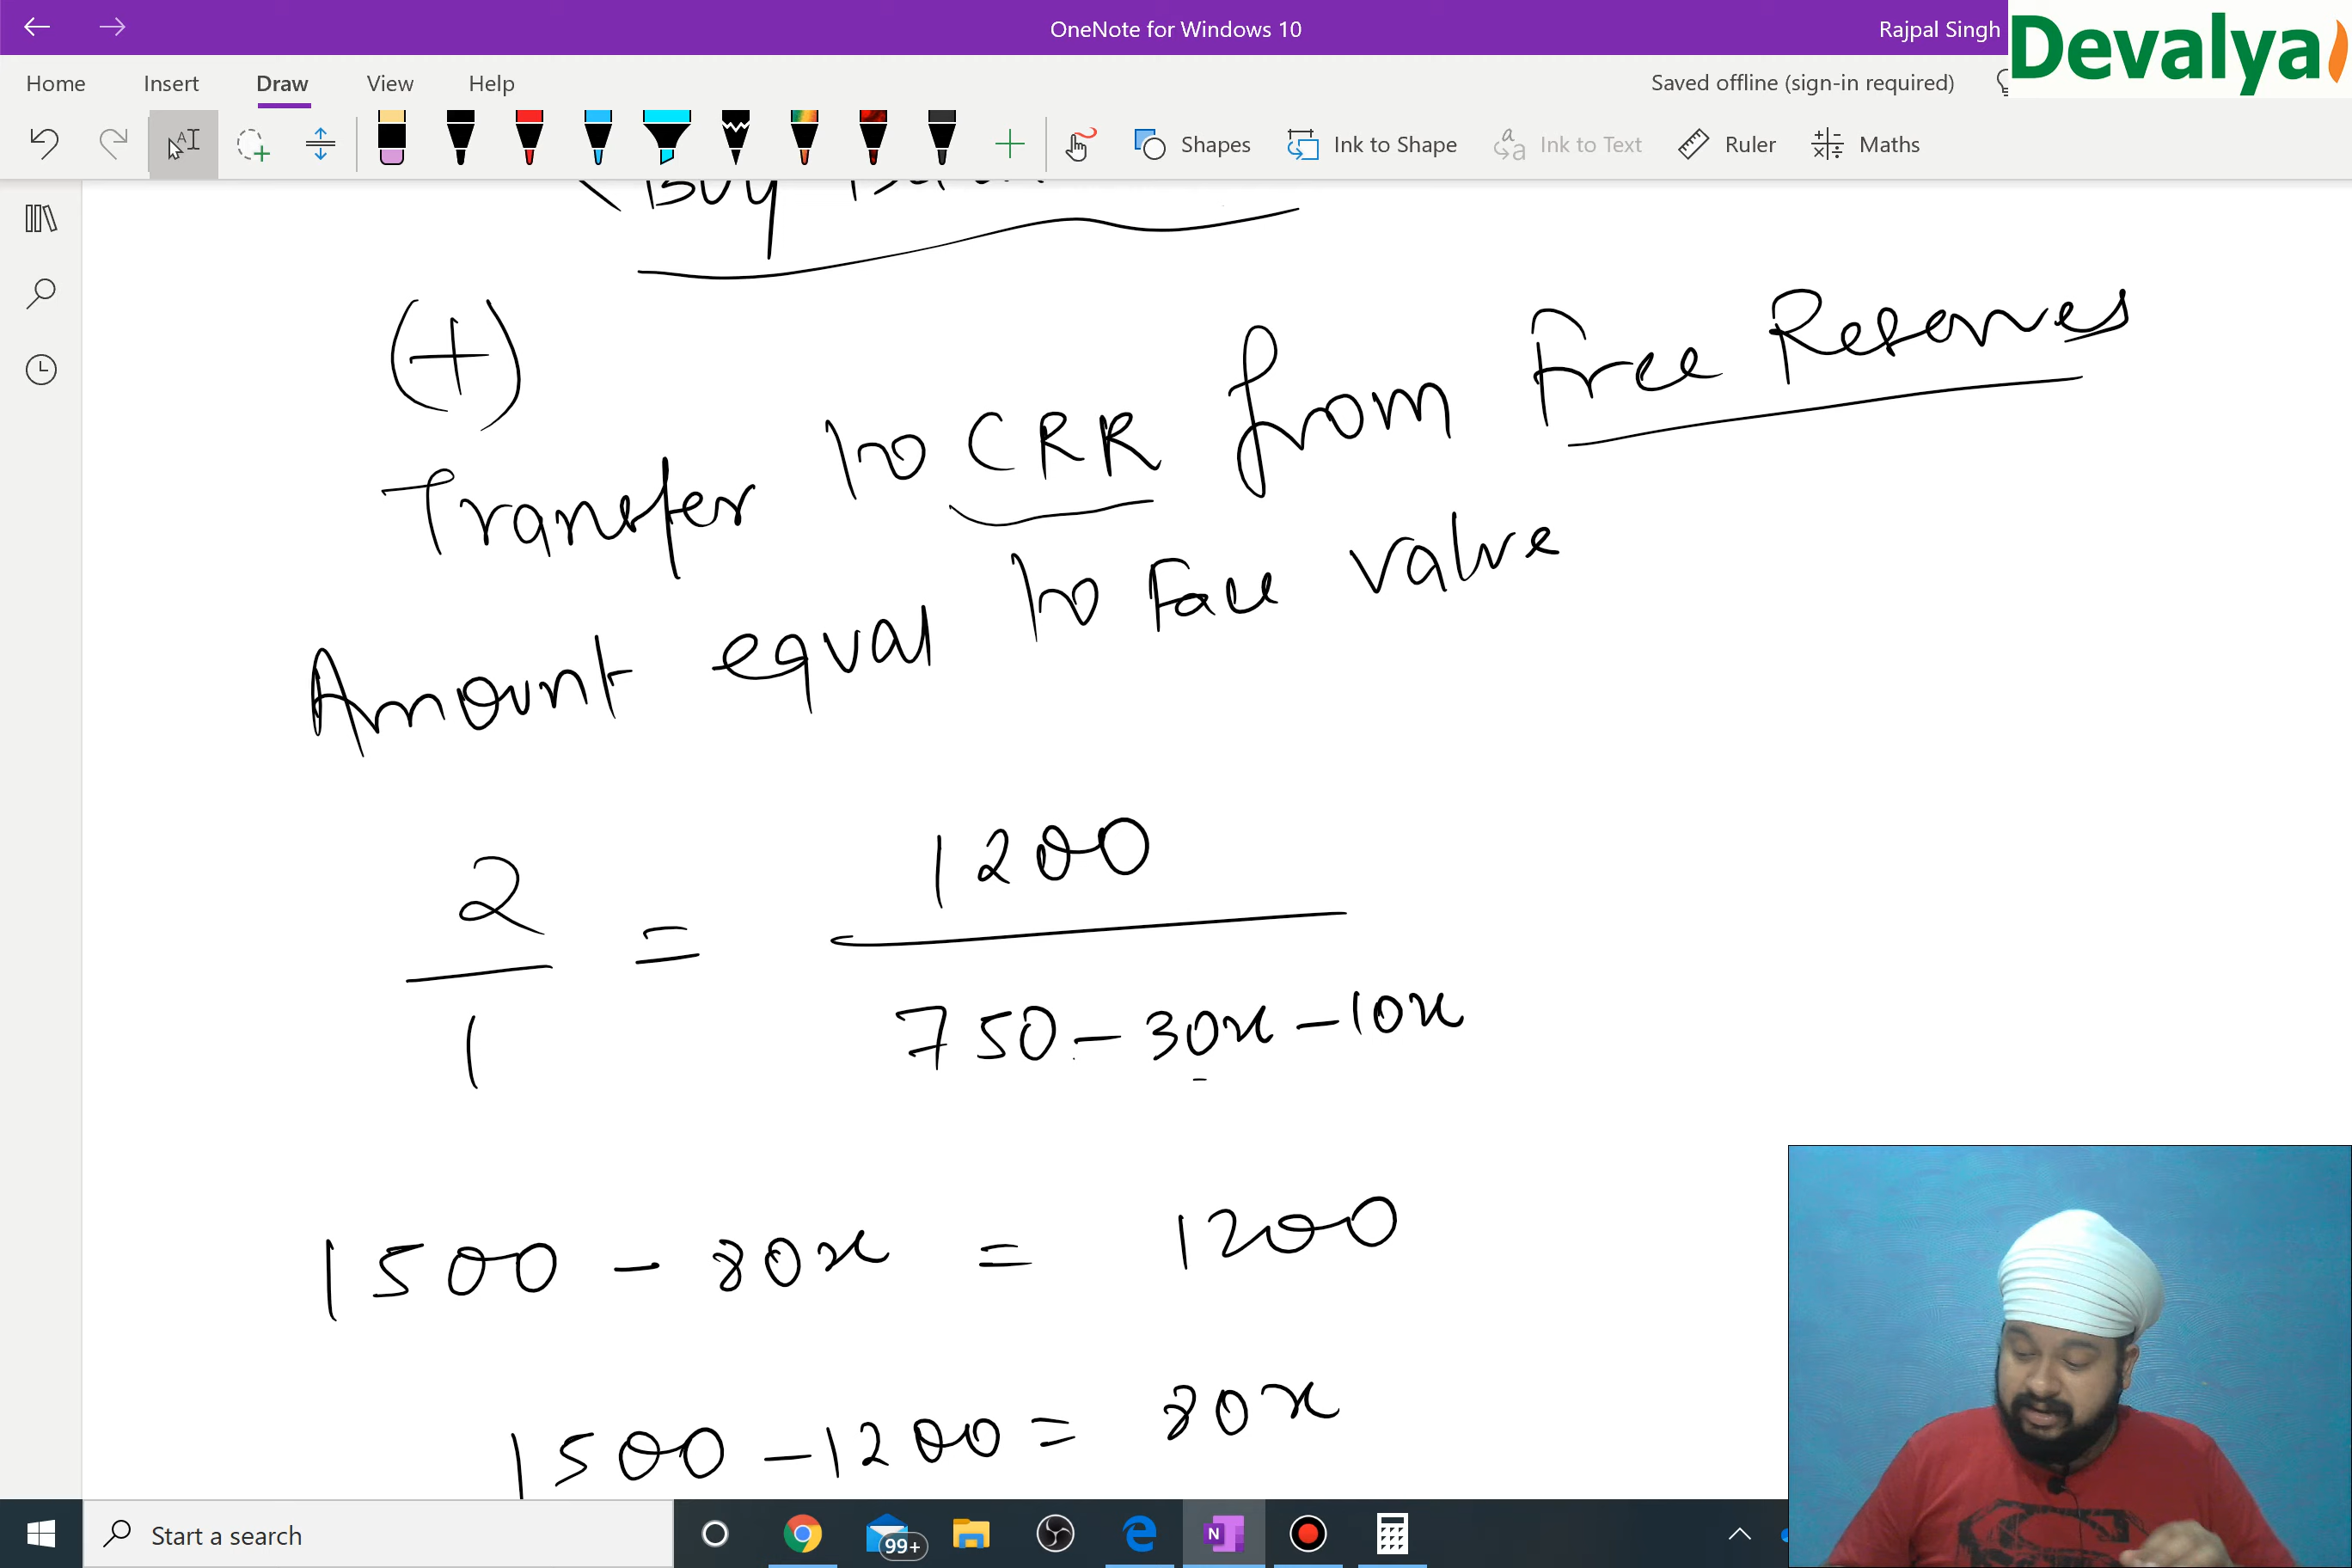 OneNote for Windows 10
Rajpal Singh
Devalya
Home Insert Draw View Help
Saved offline (sign-in required)
Shapes Ink to Shape Ink to Text Ruler Maths
(Buy
(+)
Transfer to CRR from Free Reserves
Amount equal to Face value
2/1 = 1200/(750 - 30x - 10x)
1500 - 80x = 1200
1500 - 1200 = 80x
Start a search
99+